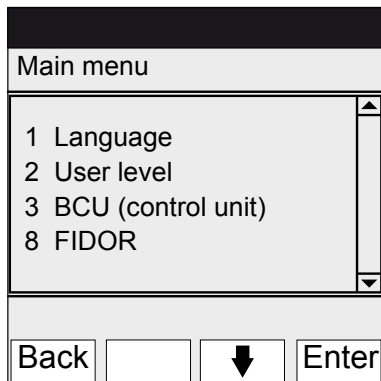 Main menu
1 Language
2 User level
3 BCU (control unit)
8 FIDOR
Back Enter